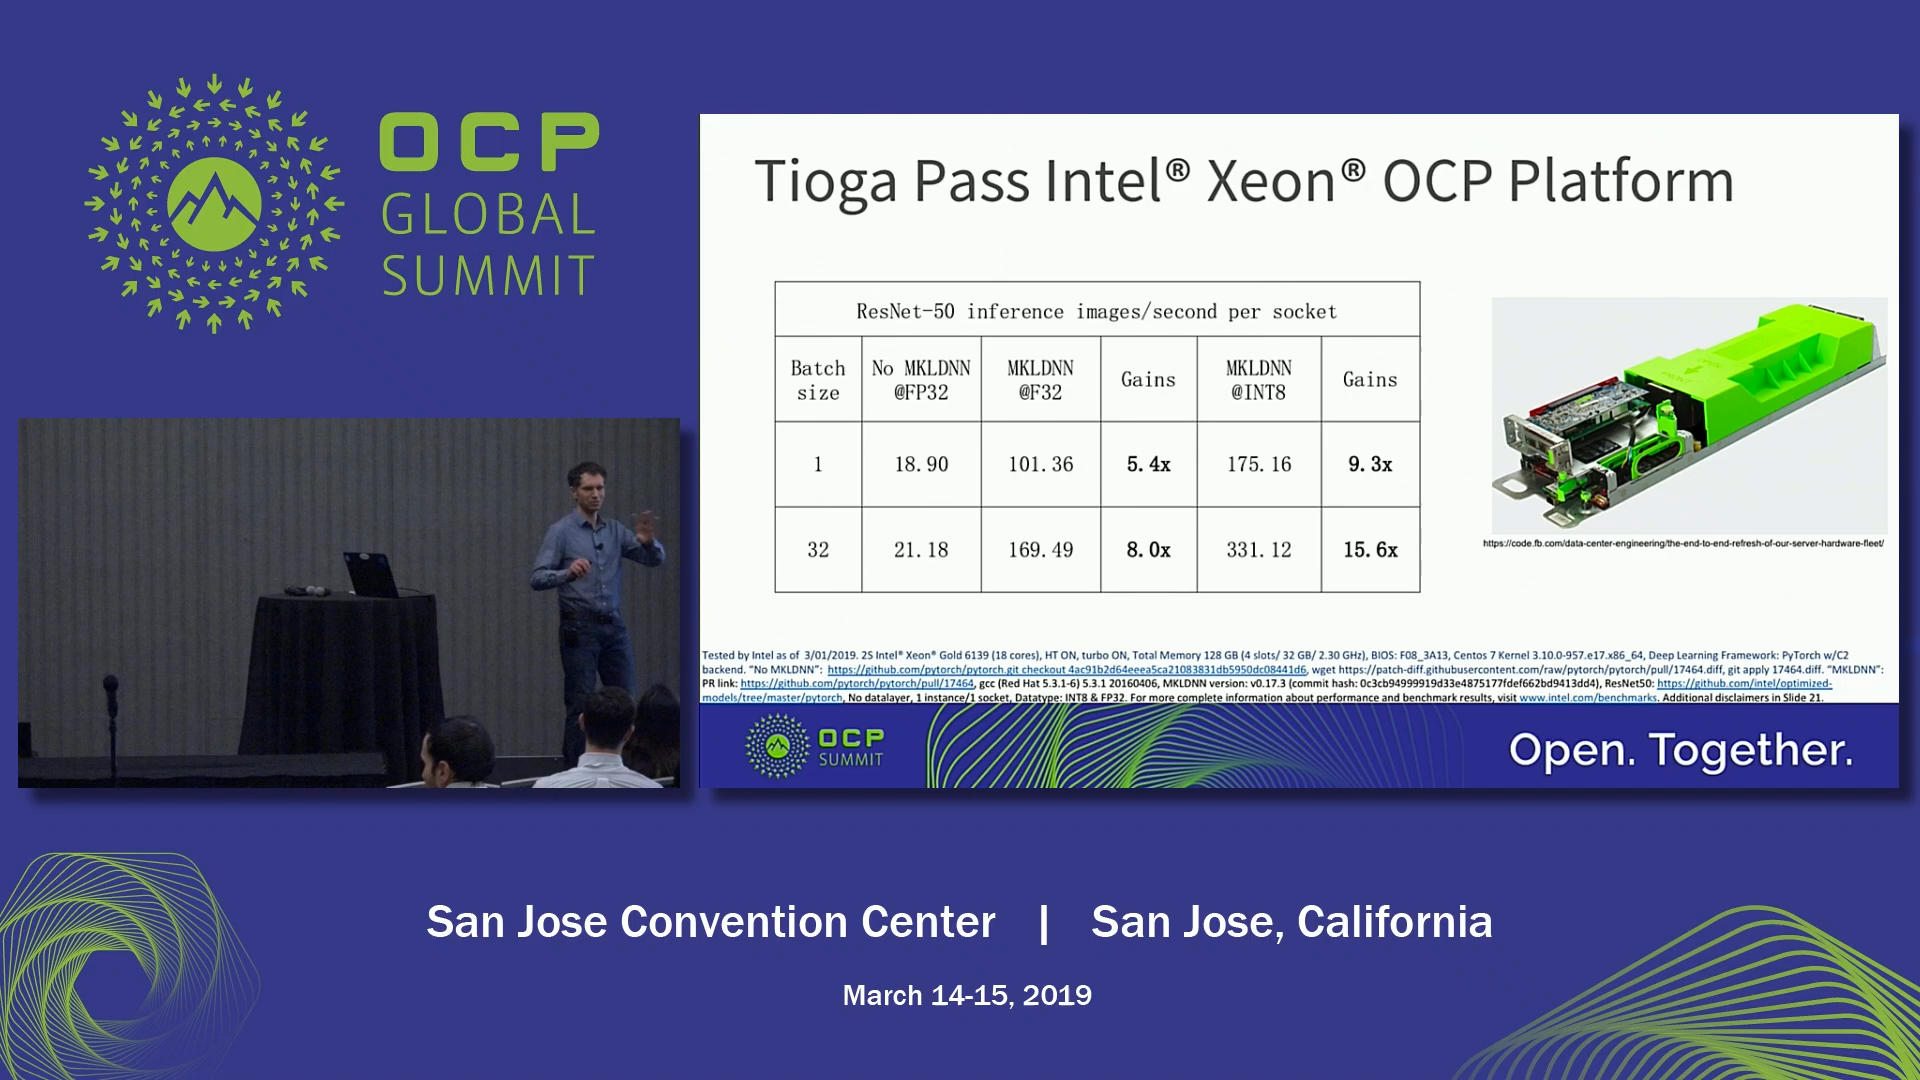 OCP
GLOBAL
SUMMIT
Tioga Pass Intel® Xeon® OCP Platform
ResNet-50 inference images/second per socket
Batch size No MKLDNN @FP32 MKLDNN @F32 Gains MKLDNN @INT8 Gains
1 18.90 101.36 5.4x 175.16 9.3x
32 21.18 169.49 8.0x 331.12 15.6x
https://code.fb.com/data-center-engineering/the-end-to-end-refresh-of-our-server-hardware-fleet/
Tested by Intel as of 3/01/2019. 2S Intel® Xeon® Gold 6139 (18 cores), HT ON, turbo ON, Total Memory 128 GB (4 slots/ 32 GB/ 2.30 GHz), BIOS: F08_3A13, Centos 7 Kernel 3.10.0-957.e17.x86_64, Deep Learning Framework: PyTorch w/C2
backend. “No MKLDNN”: https://github.com/pytorch/pytorch.git checkout 4ac91b2d64eeea5ca21083831db5950dc08441d6, wget https://patch-diff.githubusercontent.com/raw/pytorch/pytorch/pull/17464.diff, git apply 17464.diff. “MKLDNN”:
PR link: https://github.com/pytorch/pytorch/pull/17464, gcc (Red Hat 5.3.1-6) 5.3.1 20160406, MKLDNN version: v0.17.3 (commit hash: 0c3cb94999919d33e4875177fdef662bd9413dd4), ResNet50: https://github.com/intel/optimized-
models/tree/master/pytorch, No datalayer, 1 instance/1 socket, Datatype: INT8 & FP32. For more complete information about performance and benchmark results, visit www.intel.com/benchmarks. Additional disclaimers in Slide 21.
OCP
SUMMIT
Open. Together.
San Jose Convention Center | San Jose, California
March 14-15, 2019